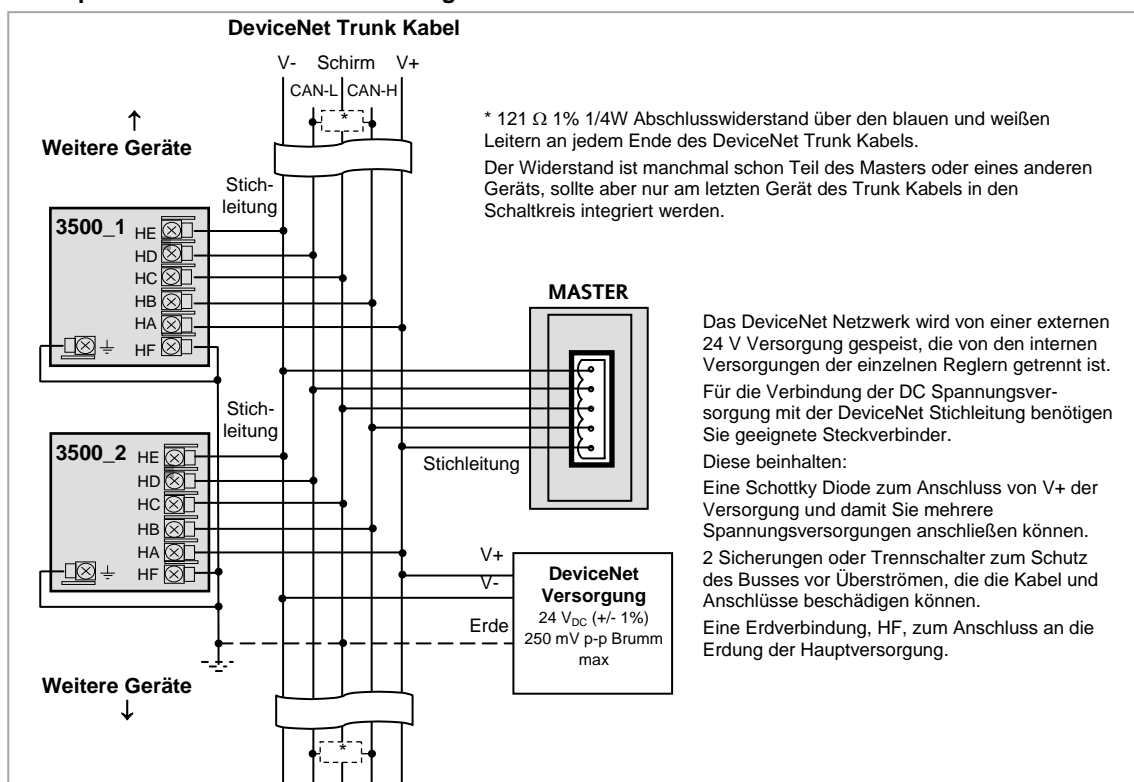 DeviceNet Trunk Kabel
V- Schirm V+
CAN-L CAN-H
*
↑
Weitere Geräte
* 121 Ω 1% 1/4W Abschlusswiderstand über den blauen und weißen
Leitern an jedem Ende des DeviceNet Trunk Kabels.
Der Widerstand ist manchmal schon Teil des Masters oder eines anderen
Geräts, sollte aber nur am letzten Gerät des Trunk Kabels in den
Schaltkreis integriert werden.
Stich-
leitung
3500_1
HE
HD
HC
HB
HA
HF
MASTER
Das DeviceNet Netzwerk wird von einer externen
24 V Versorgung gespeist, die von den internen
Versorgungen der einzelnen Reglern getrennt ist.
Für die Verbindung der DC Spannungsver-
sorgung mit der DeviceNet Stichleitung benötigen
Sie geeignete Steckverbinder.
Diese beinhalten:
Eine Schottky Diode zum Anschluss von V+ der
Versorgung und damit Sie mehrere
Spannungsversorgungen anschließen können.
2 Sicherungen oder Trennschalter zum Schutz
des Busses vor Überströmen, die die Kabel und
Anschlüsse beschädigen können.
Eine Erdverbindung, HF, zum Anschluss an die
Erdung der Hauptversorgung.
Stich-
leitung
3500_2
HE
HD
HC
HB
HA
HF
Stichleitung
V+
V-
Erde
DeviceNet
Versorgung
24 VDC (+/- 1%)
250 mV p-p Brumm
max
Weitere Geräte
↓
*